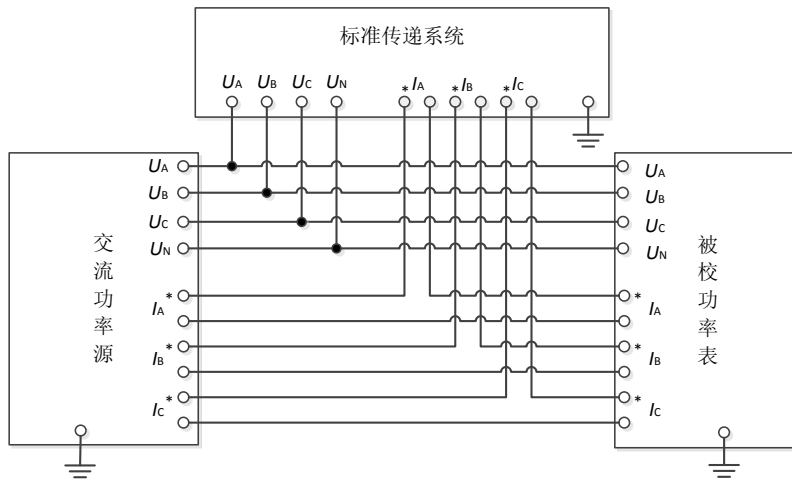 标准传递系统
UA UB UC UN *IA *IB *IC
交流功率源
UA
UB
UC
UN
IA *
IB *
IC *
被校功率表
UA
UB
UC
UN
* IA
* IB
* IC